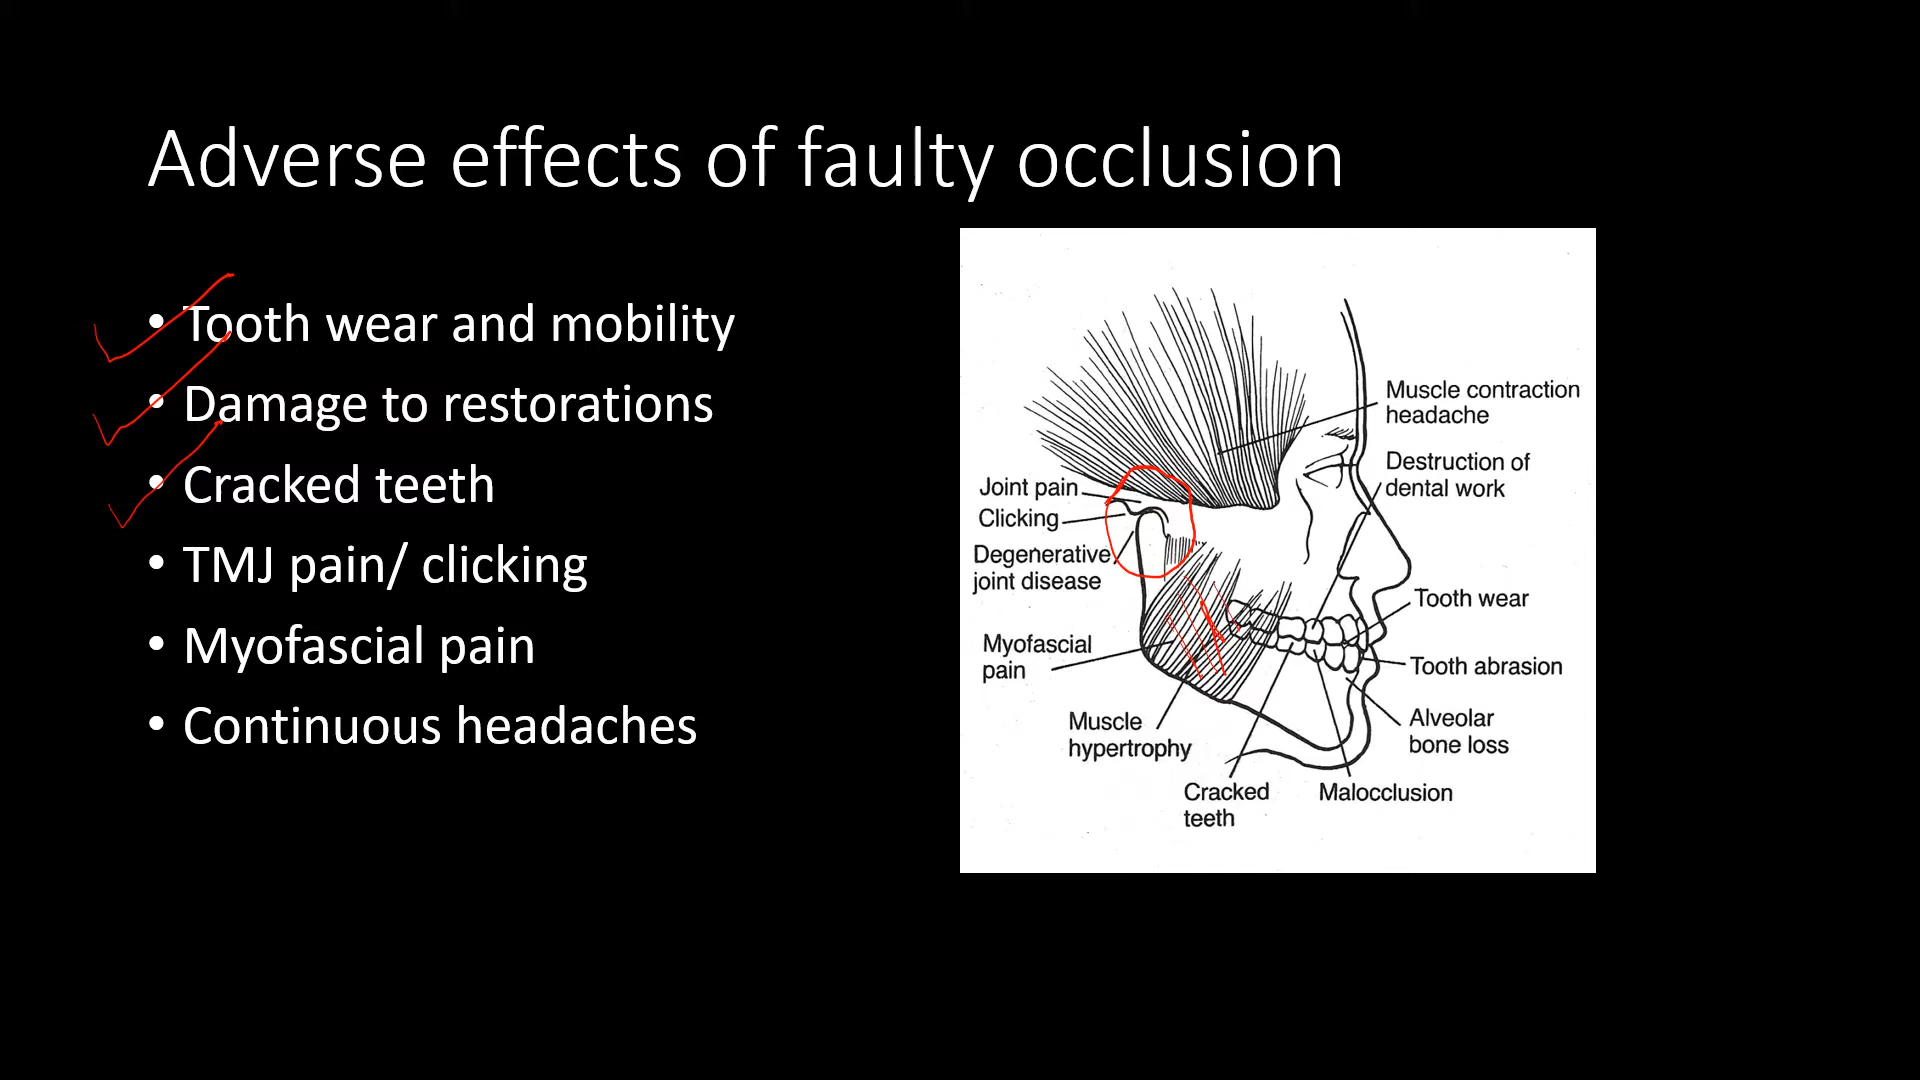 Adverse effects of faulty occlusion
• Tooth wear and mobility
• Damage to restorations
• Cracked teeth
• TMJ pain/ clicking
• Myofascial pain
• Continuous headaches
Muscle contraction
headache
Destruction of
dental work
Joint pain
Clicking
Degenerative
joint disease
Tooth wear
Myofascial
pain
Tooth abrasion
Muscle
hypertrophy
Alveolar
bone loss
Cracked
teeth
Malocclusion